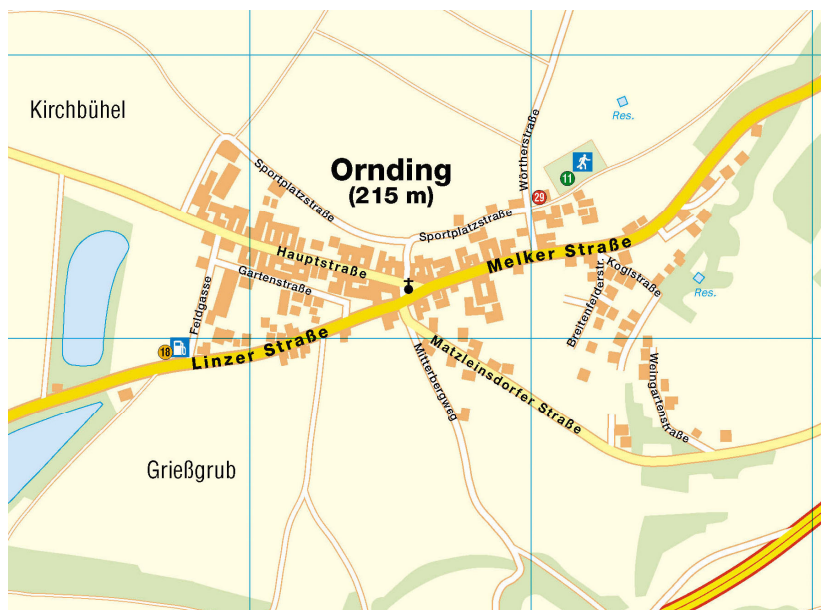 Kirchbühel
Res.
Wörtherstraße
Sportplatzstraße
Ornding
(215 m)
11
29
Sportplatzstraße
Melker Straße
Hauptstraße
Koglstraße
Gartenstraße
Res.
Feldgasse
Breitenfelderstr.
18
Linzer Straße
Matzleinsdorfer Straße
Mitterbergweg
Weingartenstraße
Grießgrub